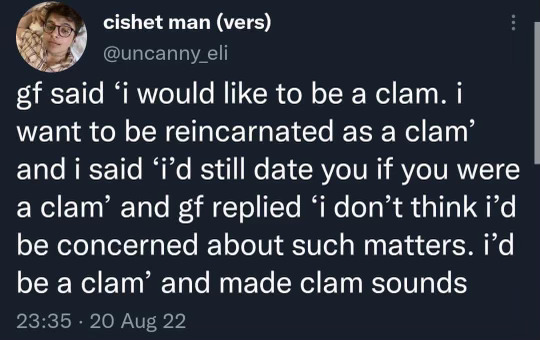 cishet man (vers)
@uncanny_eli
gf said ‘i would like to be a clam. i
want to be reincarnated as a clam’
and i said ‘i’d still date you if you were
a clam’ and gf replied ‘i don’t think i’d
be concerned about such matters. i’d
be a clam’ and made clam sounds
23:35 · 20 Aug 22